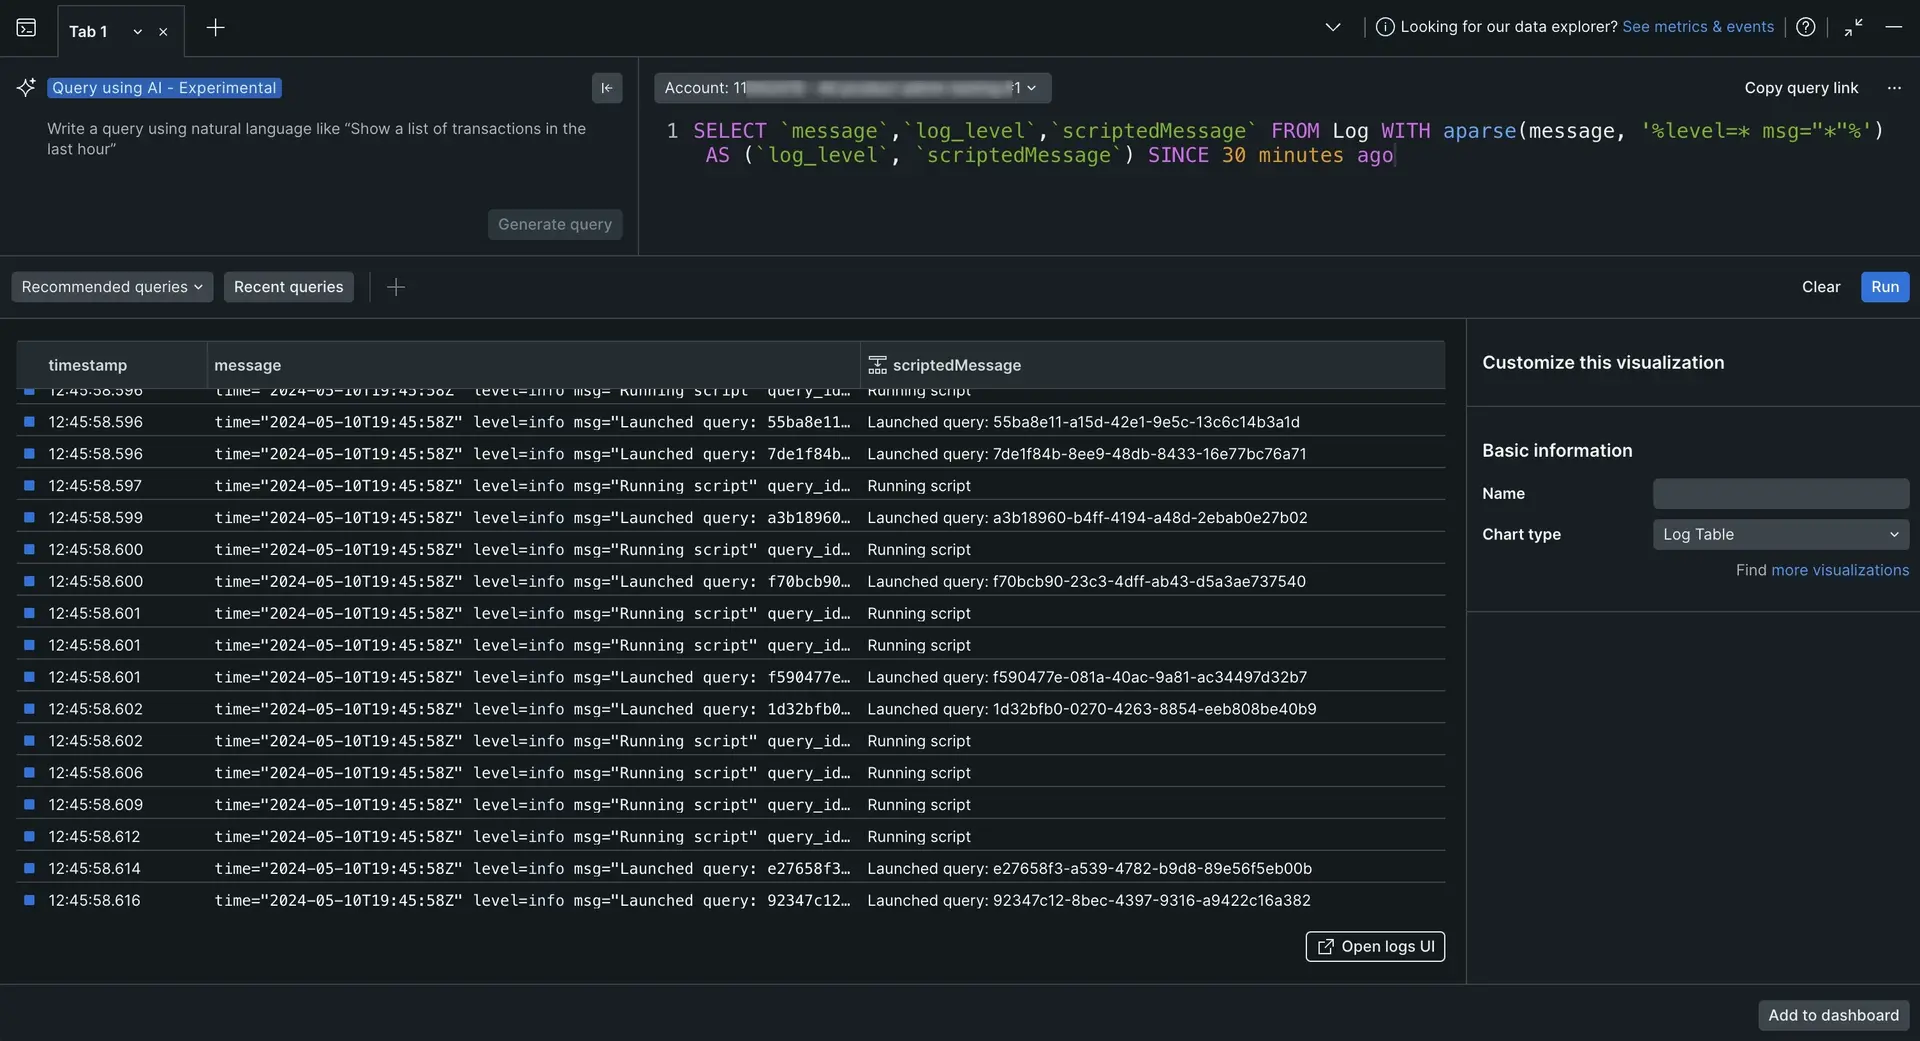 Tab 1
Looking for our data explorer? See metrics & events
Query using AI - Experimental
Write a query using natural language like “Show a list of transactions in the
last hour”
Generate query
Account: 11
Copy query link
1 SELECT `message`,`log_level`,`scriptedMessage` FROM Log WITH aparse(message, '%level=* msg="*"%')
AS (`log_level`, `scriptedMessage`) SINCE 30 minutes ago
Recommended queries
Recent queries
Clear
Run
timestamp message scriptedMessage
12:45:58.596 time="2024-05-10T19:45:58Z" level=info msg="Running script" query_id… Running script
12:45:58.596 time="2024-05-10T19:45:58Z" level=info msg="Launched query: 55ba8e11… Launched query: 55ba8e11-a15d-42e1-9e5c-13c6c14b3a1d
12:45:58.596 time="2024-05-10T19:45:58Z" level=info msg="Launched query: 7de1f84b… Launched query: 7de1f84b-8ee9-48db-8433-16e77bc76a71
12:45:58.597 time="2024-05-10T19:45:58Z" level=info msg="Running script" query_id… Running script
12:45:58.599 time="2024-05-10T19:45:58Z" level=info msg="Launched query: a3b18960… Launched query: a3b18960-b4ff-4194-a48d-2ebab0e27b02
12:45:58.600 time="2024-05-10T19:45:58Z" level=info msg="Running script" query_id… Running script
12:45:58.600 time="2024-05-10T19:45:58Z" level=info msg="Launched query: f70bcb90… Launched query: f70bcb90-23c3-4dff-ab43-d5a3ae737540
12:45:58.601 time="2024-05-10T19:45:58Z" level=info msg="Running script" query_id… Running script
12:45:58.601 time="2024-05-10T19:45:58Z" level=info msg="Running script" query_id… Running script
12:45:58.601 time="2024-05-10T19:45:58Z" level=info msg="Launched query: f590477e… Launched query: f590477e-081a-40ac-9a81-ac34497d32b7
12:45:58.602 time="2024-05-10T19:45:58Z" level=info msg="Launched query: 1d32bfb0… Launched query: 1d32bfb0-0270-4263-8854-eeb808be40b9
12:45:58.602 time="2024-05-10T19:45:58Z" level=info msg="Running script" query_id… Running script
12:45:58.606 time="2024-05-10T19:45:58Z" level=info msg="Running script" query_id… Running script
12:45:58.609 time="2024-05-10T19:45:58Z" level=info msg="Running script" query_id… Running script
12:45:58.612 time="2024-05-10T19:45:58Z" level=info msg="Running script" query_id… Running script
12:45:58.614 time="2024-05-10T19:45:58Z" level=info msg="Launched query: e27658f3… Launched query: e27658f3-a539-4782-b9d8-89e56f5eb00b
12:45:58.616 time="2024-05-10T19:45:58Z" level=info msg="Launched query: 92347c12… Launched query: 92347c12-8bec-4397-9316-a9422c16a382
Open logs UI
Customize this visualization
Basic information
Name
Chart type Log Table
Find more visualizations
Add to dashboard